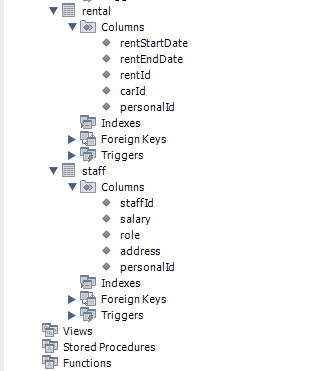 rental
Columns
rentStartDate
rentEndDate
rentId
carId
personalId
Indexes
Foreign Keys
Triggers
staff
Columns
staffId
salary
role
address
personalId
Indexes
Foreign Keys
Triggers
Views
Stored Procedures
Functions